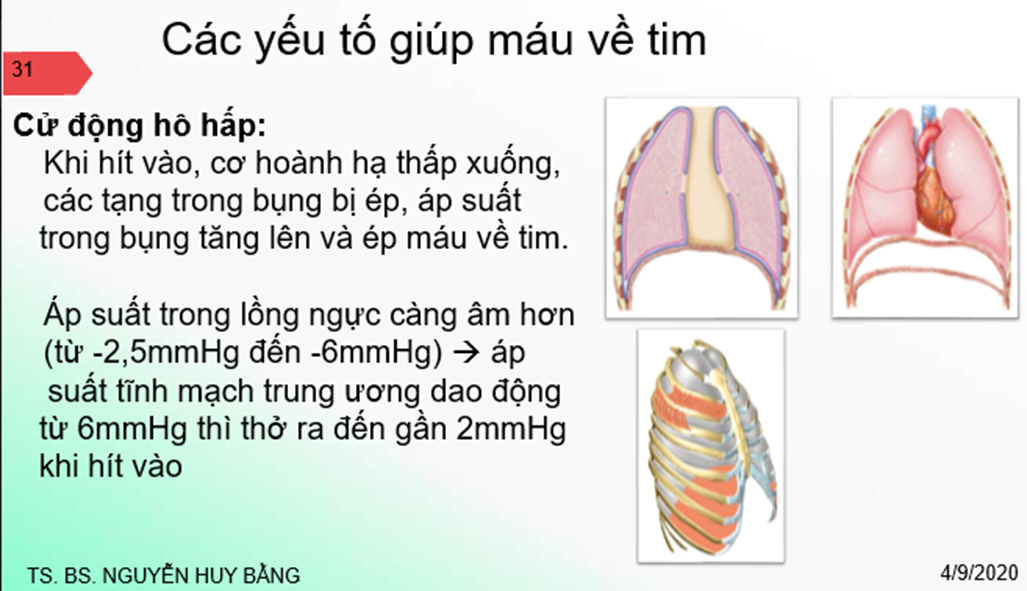 Các yếu tố giúp máu về tim
31
Cử động hô hấp:
Khi hít vào, cơ hoành hạ thấp xuống,
các tạng trong bụng bị ép, áp suất
trong bụng tăng lên và ép máu về tim.
Áp suất trong lồng ngực càng âm hơn
(từ -2,5mmHg đến -6mmHg) → áp
suất tĩnh mạch trung ương dao động
từ 6mmHg thì thở ra đến gần 2mmHg
khi hít vào
TS. BS. NGUYỄN HUY BẰNG
4/9/2020